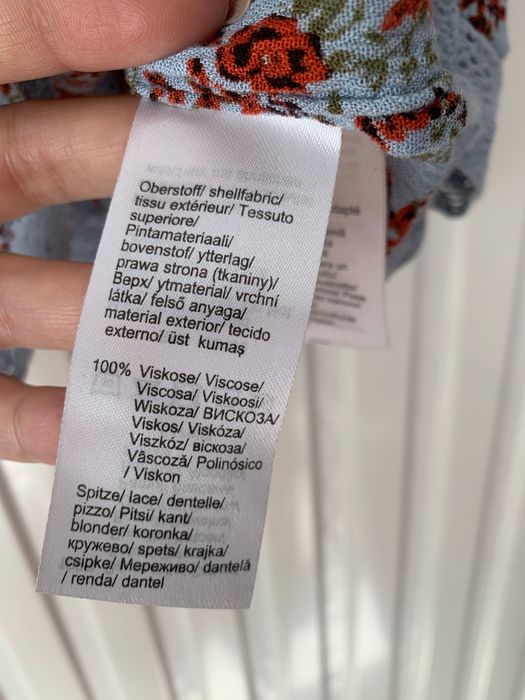 Oberstoff/ shellfabric/
tissu extérieur/ Tessuto
superiore/
Pintamateriaali/
bovenstof/ ytterlag/
prawa strona (tkaniny)/
Верх/ ytmaterial/ vrchní
látka/ felső anyaga/
material exterior/ tecido
externo/ üst kumaş
100% Viskose/ Viscose/
Viscosa/ Viskoosi/
Wiskoza/ ВИСКОЗА/
Viskos/ Viskóza/
Viszkóz/ віскоза/
Vâscoză/ Polinósico
/ Viskon
Spitze/ lace/ dentelle/
pizzo/ Pitsi/ kant/
blonder/ koronka/
кружево/ spets/ krajka/
csipke/ Мереживо/ dantelă
/ renda/ dantel